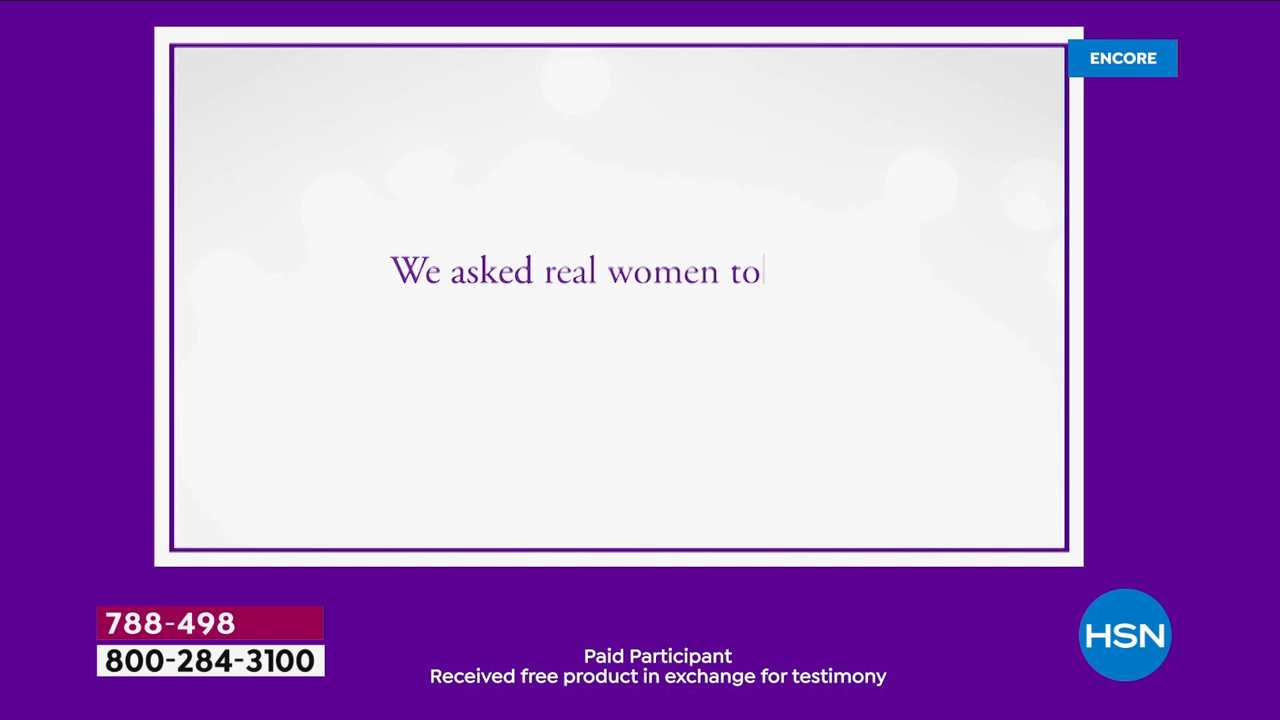 ENCORE
We asked real women to
788-498
800-284-3100
Paid Participant
Received free product in exchange for testimony
HSN